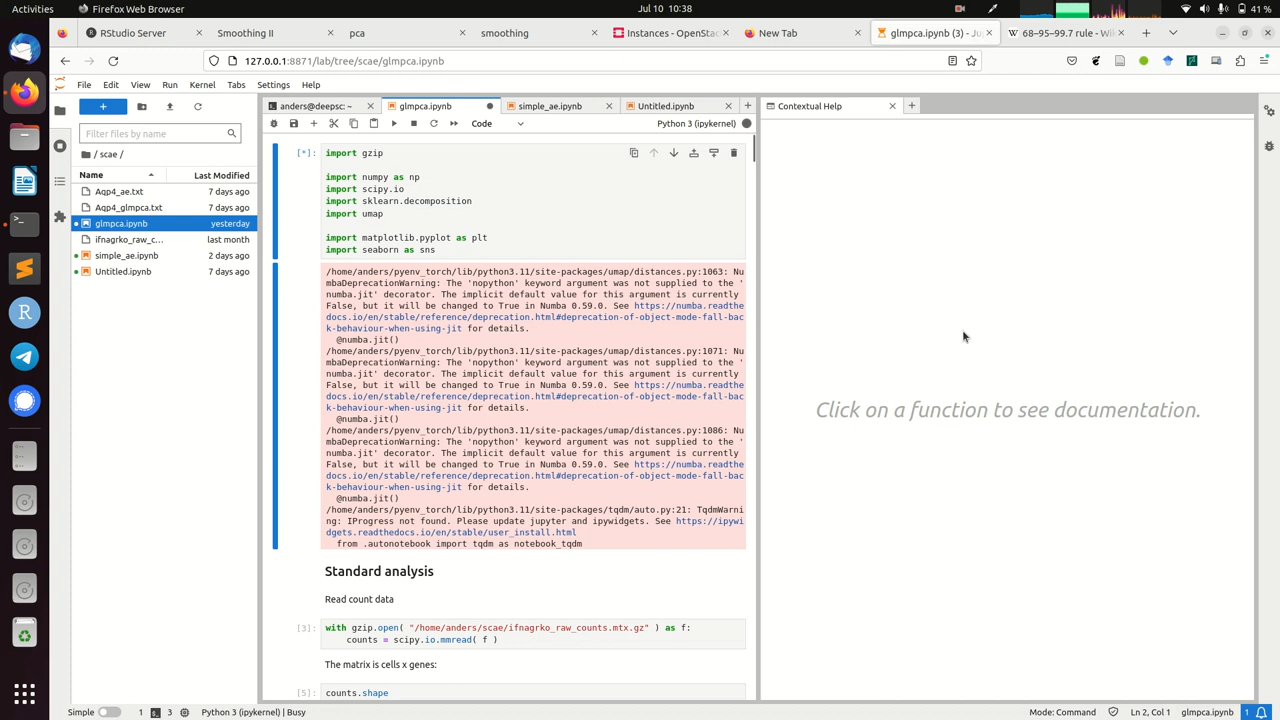 Activities
Firefox Web Browser
Jul 10 10:38
41 %
RStudio Server
Smoothing II
pca
smoothing
Instances - OpenStac
New Tab
glmpca.ipynb (3) - Ju
68–95–99.7 rule - Wik
127.0.0.1:8871/lab/tree/scae/glmpca.ipynb
File Edit View Run Kernel Tabs Settings Help
anders@deepsc: ~
glmpca.ipynb
simple_ae.ipynb
Untitled.ipynb
Contextual Help
Code
Python 3 (ipykernel)
Filter files by name
/ scae /
Name Last Modified
Aqp4_ae.txt 7 days ago
Aqp4_glmpca.txt 7 days ago
glmpca.ipynb yesterday
ifnagrko_raw_c... last month
simple_ae.ipynb 2 days ago
Untitled.ipynb 7 days ago
[*]: import gzip
import numpy as np
import scipy.io
import sklearn.decomposition
import umap
import matplotlib.pyplot as plt
import seaborn as sns
/home/anders/pyenv_torch/lib/python3.11/site-packages/umap/distances.py:1063: Nu
mbaDeprecationWarning: The 'nopython' keyword argument was not supplied to the '
numba.jit' decorator. The implicit default value for this argument is currently
False, but it will be changed to True in Numba 0.59.0. See https://numba.readthe
docs.io/en/stable/reference/deprecation.html#deprecation-of-object-mode-fall-bac
k-behaviour-when-using-jit for details.
@numba.jit()
/home/anders/pyenv_torch/lib/python3.11/site-packages/umap/distances.py:1071: Nu
mbaDeprecationWarning: The 'nopython' keyword argument was not supplied to the '
numba.jit' decorator. The implicit default value for this argument is currently
False, but it will be changed to True in Numba 0.59.0. See https://numba.readthe
docs.io/en/stable/reference/deprecation.html#deprecation-of-object-mode-fall-bac
k-behaviour-when-using-jit for details.
@numba.jit()
/home/anders/pyenv_torch/lib/python3.11/site-packages/umap/distances.py:1086: Nu
mbaDeprecationWarning: The 'nopython' keyword argument was not supplied to the '
numba.jit' decorator. The implicit default value for this argument is currently
False, but it will be changed to True in Numba 0.59.0. See https://numba.readthe
docs.io/en/stable/reference/deprecation.html#deprecation-of-object-mode-fall-bac
k-behaviour-when-using-jit for details.
@numba.jit()
/home/anders/pyenv_torch/lib/python3.11/site-packages/tqdm/auto.py:21: TqdmWarni
ng: IProgress not found. Please update jupyter and ipywidgets. See https://ipywi
dgets.readthedocs.io/en/stable/user_install.html
from .autonotebook import tqdm as notebook_tqdm
Standard analysis
Read count data
[3]: with gzip.open( "/home/anders/scae/ifnagrko_raw_counts.mtx.gz" ) as f:
counts = scipy.io.mmread( f )
The matrix is cells x genes:
[5]: counts.shape
Click on a function to see documentation.
Simple 1 3 Python 3 (ipykernel) | Busy
Mode: Command Ln 2, Col 1 glmpca.ipynb 1